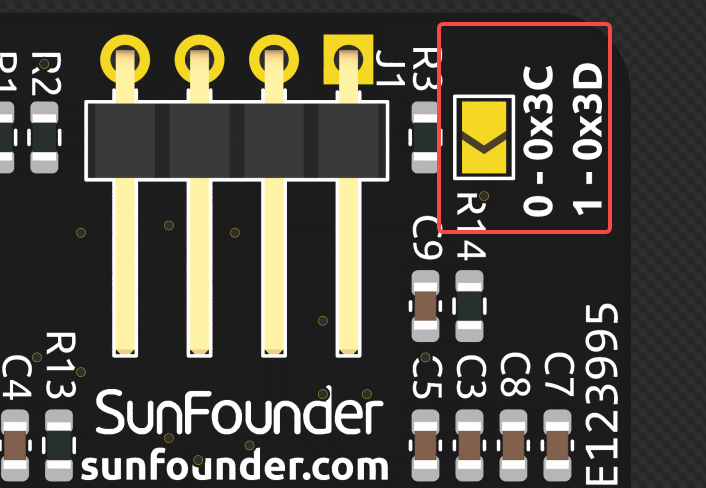 R1
R2
J1
R3
0 - 0x3C
1 - 0x3D
R14
C9
E123995
R13
C4
C5
C3
C8
C7
SunFounder
sunfounder.com